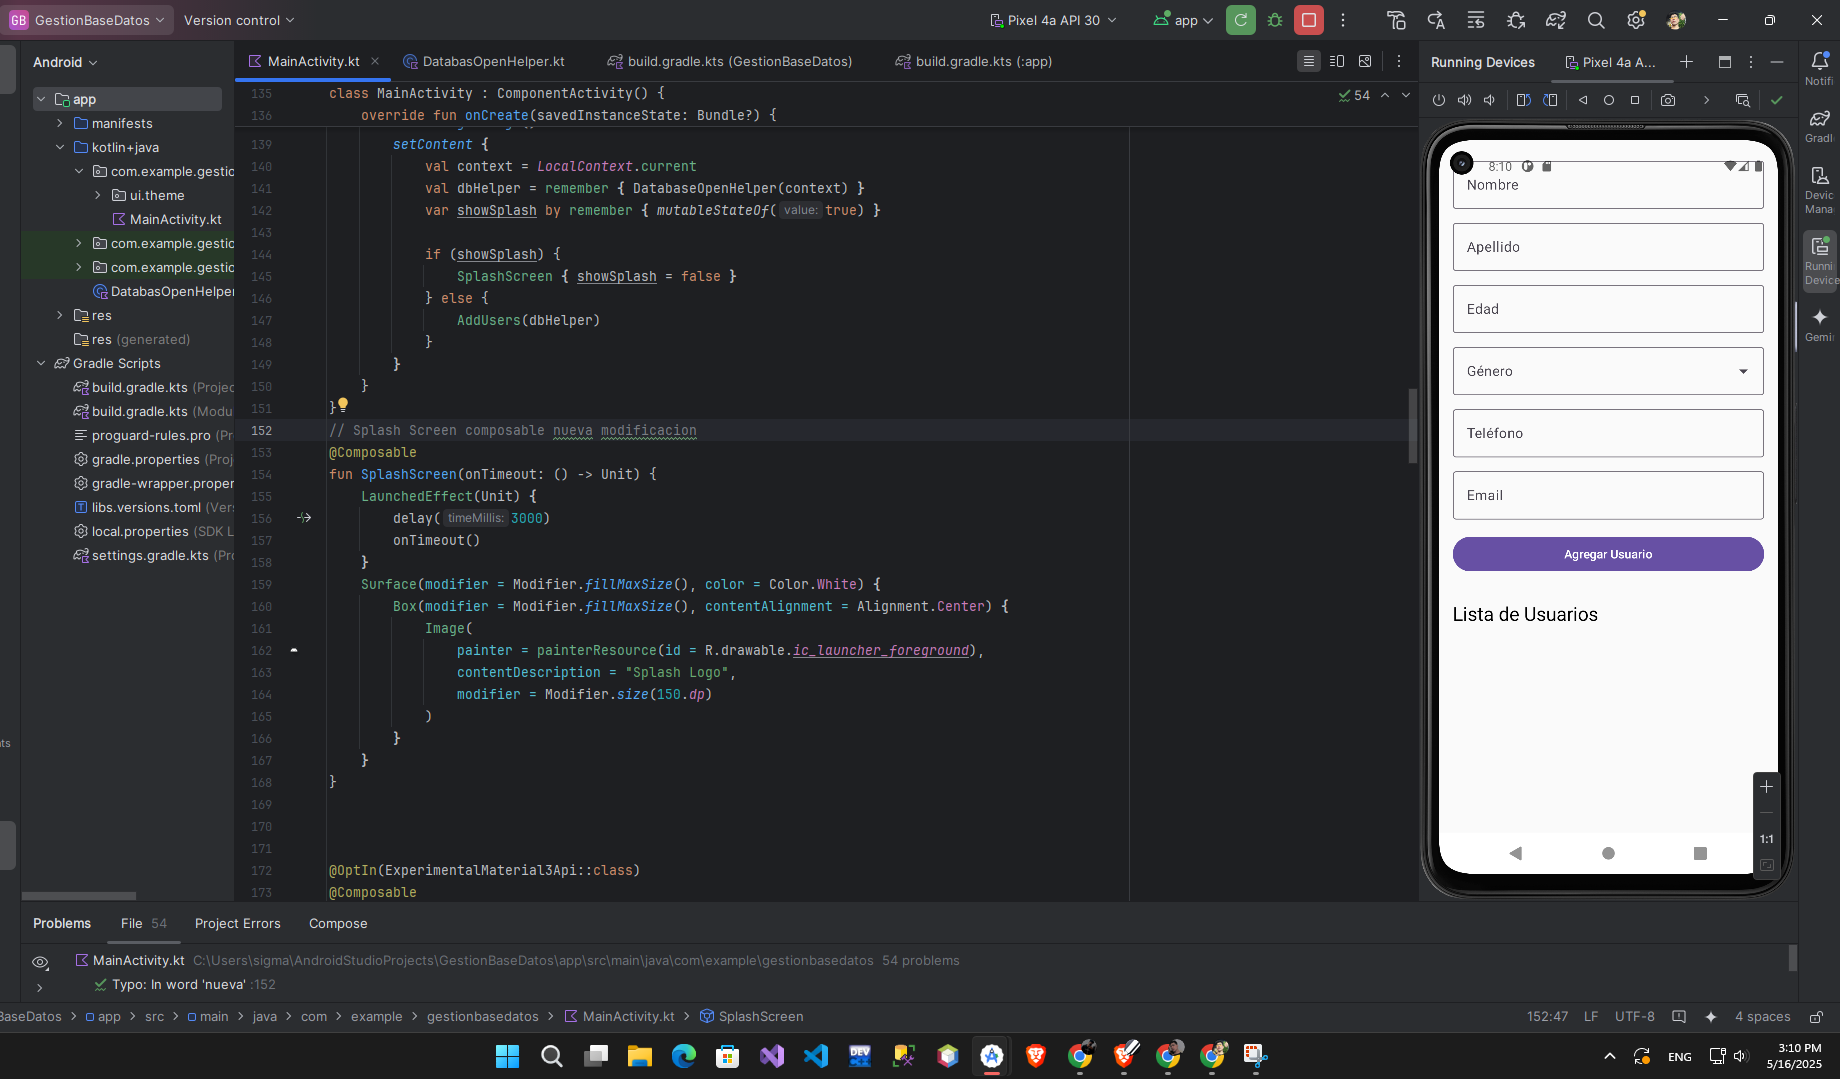 GB GestionBaseDatos Version control Pixel 4a API 30 app
Android
MainActivity.kt DatabasOpenHelper.kt build.gradle.kts (GestionBaseDatos) build.gradle.kts (:app)
Running Devices Pixel 4a A...
Notifi
Gradl
Devic
Mana
Runni
Device
Gemi
app
manifests
kotlin+java
com.example.gestic
ui.theme
MainActivity.kt
com.example.gestic
com.example.gestic
DatabasOpenHelper
res
res (generated)
Gradle Scripts
build.gradle.kts (Projec
build.gradle.kts (Modu
proguard-rules.pro (Pr
gradle.properties (Proj
gradle-wrapper.proper
libs.versions.toml (Vers
local.properties (SDK L
settings.gradle.kts (Pro
ts
54
135 class MainActivity : ComponentActivity() {
136 override fun onCreate(savedInstanceState: Bundle?) {
139 setContent {
140 val context = LocalContext.current
141 val dbHelper = remember { DatabaseOpenHelper(context) }
142 var showSplash by remember { mutableStateOf( value: true) }
143
144 if (showSplash) {
145 SplashScreen { showSplash = false }
146 } else {
147 AddUsers(dbHelper)
148 }
149 }
150 }
151 }
152 // Splash Screen composable nueva modificacion
153 @Composable
154 fun SplashScreen(onTimeout: () -> Unit) {
155 LaunchedEffect(Unit) {
156 delay( timeMillis: 3000)
157 onTimeout()
158 }
159 Surface(modifier = Modifier.fillMaxSize(), color = Color.White) {
160 Box(modifier = Modifier.fillMaxSize(), contentAlignment = Alignment.Center) {
161 Image(
162 painter = painterResource(id = R.drawable.ic_launcher_foreground),
163 contentDescription = "Splash Logo",
164 modifier = Modifier.size(150.dp)
165 )
166 }
167 }
168 }
169
170
171
172 @OptIn(ExperimentalMaterial3Api::class)
173 @Composable
8:10
Nombre
Apellido
Edad
Género
Teléfono
Email
Agregar Usuario
Lista de Usuarios
1:1
Problems File 54 Project Errors Compose
MainActivity.kt C:\Users\sigma\AndroidStudioProjects\GestionBaseDatos\app\src\main\java\com\example\gestionbasedatos 54 problems
Typo: In word 'nueva' :152
BaseDatos > app > src > main > java > com > example > gestionbasedatos > MainActivity.kt > SplashScreen
152:47 LF UTF-8 4 spaces
DEV
ENG
3:10 PM
5/16/2025